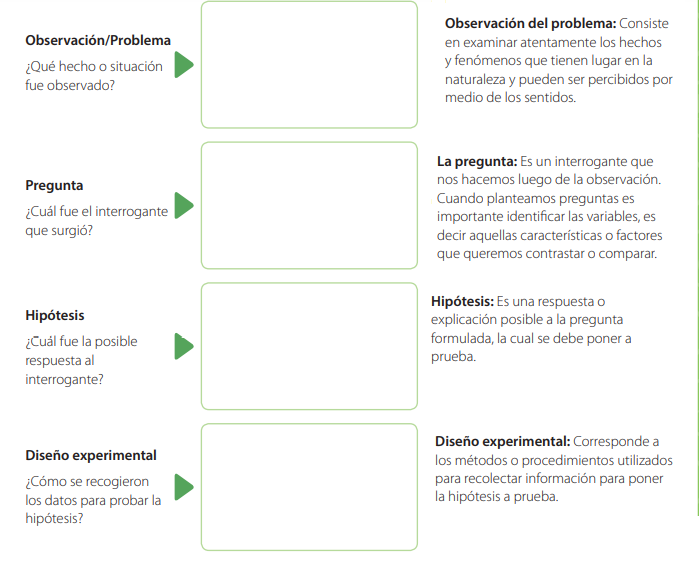 Observación/Problema
¿Qué hecho o situación
fue observado?
Observación del problema: Consiste
en examinar atentamente los hechos
y fenómenos que tienen lugar en la
naturaleza y pueden ser percibidos por
medio de los sentidos.
Pregunta
¿Cuál fue el interrogante
que surgió?
La pregunta: Es un interrogante que
nos hacemos luego de la observación.
Cuando planteamos preguntas es
importante identificar las variables, es
decir aquellas características o factores
que queremos contrastar o comparar.
Hipótesis
¿Cuál fue la posible
respuesta al
interrogante?
Hipótesis: Es una respuesta o
explicación posible a la pregunta
formulada, la cual se debe poner a
prueba.
Diseño experimental
¿Cómo se recogieron
los datos para probar la
hipótesis?
Diseño experimental: Corresponde a
los métodos o procedimientos utilizados
para recolectar información para poner
la hipótesis a prueba.